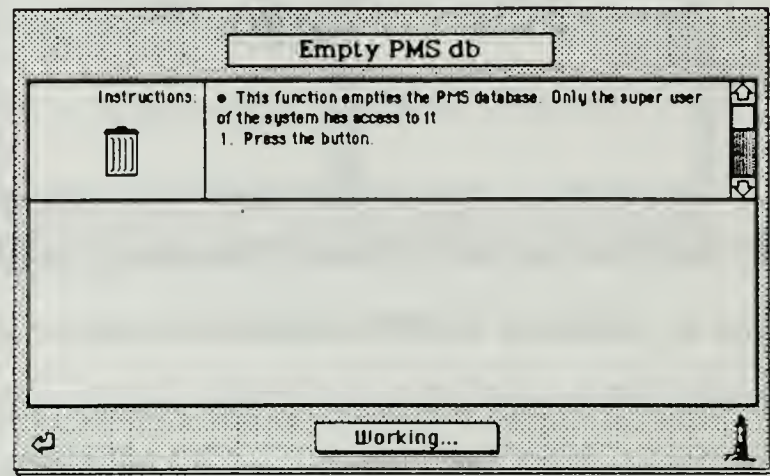 Empty PMS db
Instructions:
● This function empties the PMS database. Only the super user
of the system has access to it
1. Press the button.
Working...